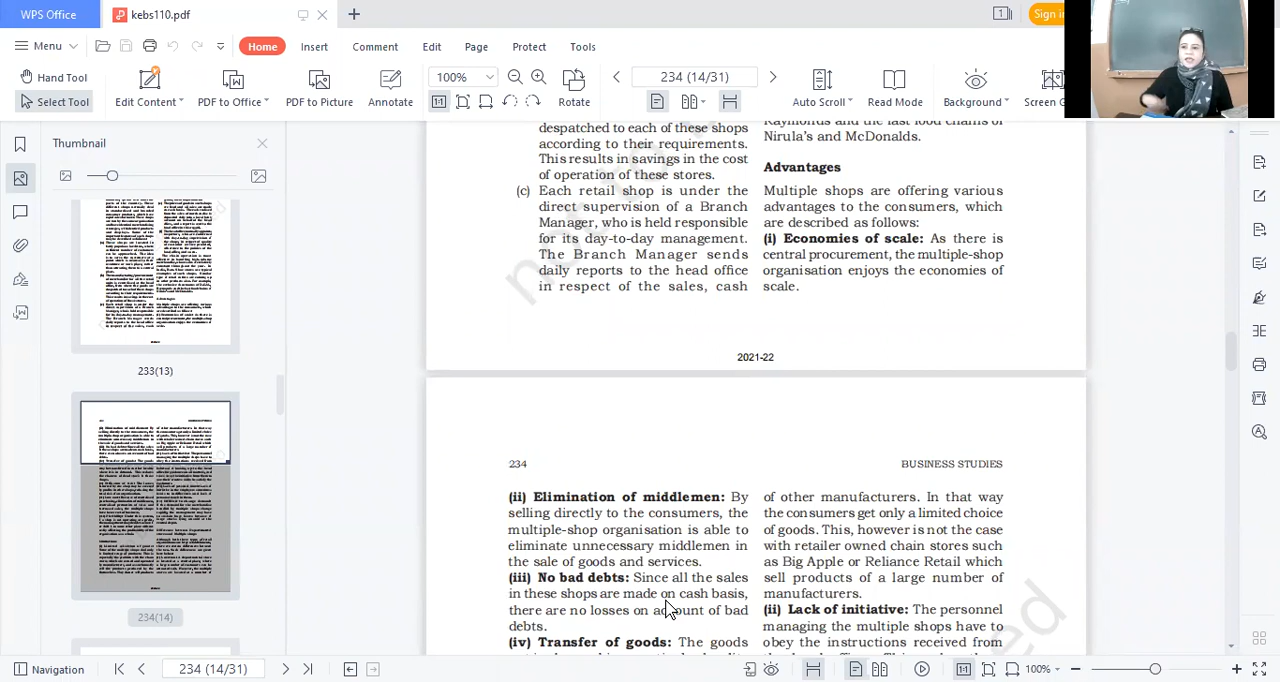 WPS Office
kebs110.pdf
Sign in
Menu
Home
Insert
Comment
Edit
Page
Protect
Tools
Hand Tool
Select Tool
Edit Content
PDF to Office
PDF to Picture
Annotate
100%
234 (14/31)
Rotate
Auto Scroll
Read Mode
Background
Screen G
Thumbnail
233(13)
234(14)
despatched to each of these shops
according to their requirements.
This results in savings in the cost
of operation of these stores.
(c) Each retail shop is under the
direct supervision of a Branch
Manager, who is held responsible
for its day-to-day management.
The Branch Manager sends
daily reports to the head office
in respect of the sales, cash
Raymonds and the fast food chains of
Nirula's and McDonalds.
Advantages
Multiple shops are offering various
advantages to the consumers, which
are described as follows:
(i) Economies of scale: As there is
central procurement, the multiple-shop
organisation enjoys the economies of
scale.
2021-22
234
BUSINESS STUDIES
(ii) Elimination of middlemen: By
selling directly to the consumers, the
multiple-shop organisation is able to
eliminate unnecessary middlemen in
the sale of goods and services.
(iii) No bad debts: Since all the sales
in these shops are made on cash basis,
there are no losses on account of bad
debts.
(iv) Transfer of goods: The goods
of other manufacturers. In that way
the consumers get only a limited choice
of goods. This, however is not the case
with retailer owned chain stores such
as Big Apple or Reliance Retail which
sell products of a large number of
manufacturers.
(ii) Lack of initiative: The personnel
managing the multiple shops have to
obey the instructions received from
Navigation
234 (14/31)
100%